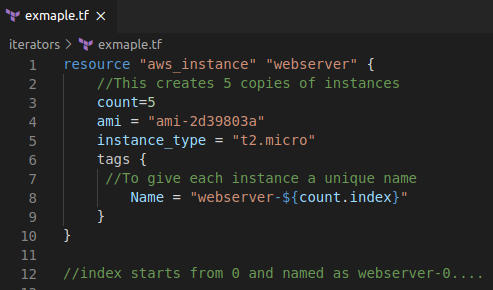 exmaple.tf ×
iterators > exmaple.tf
1 resource "aws_instance" "webserver" {
2 //This creates 5 copies of instances
3 count=5
4 ami = "ami-2d39803a"
5 instance_type = "t2.micro"
6 tags {
7 //To give each instance a unique name
8 Name = "webserver-${count.index}"
9 }
10 }
11
12 //index starts from 0 and named as webserver-0....